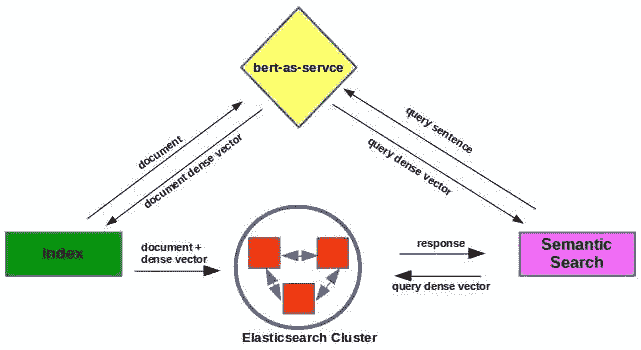 bert-as-servce
document
document dense vector
query sentence
query dense vector
Index
document +
dense vector
response
query dense vector
Semantic
Search
Elasticsearch Cluster